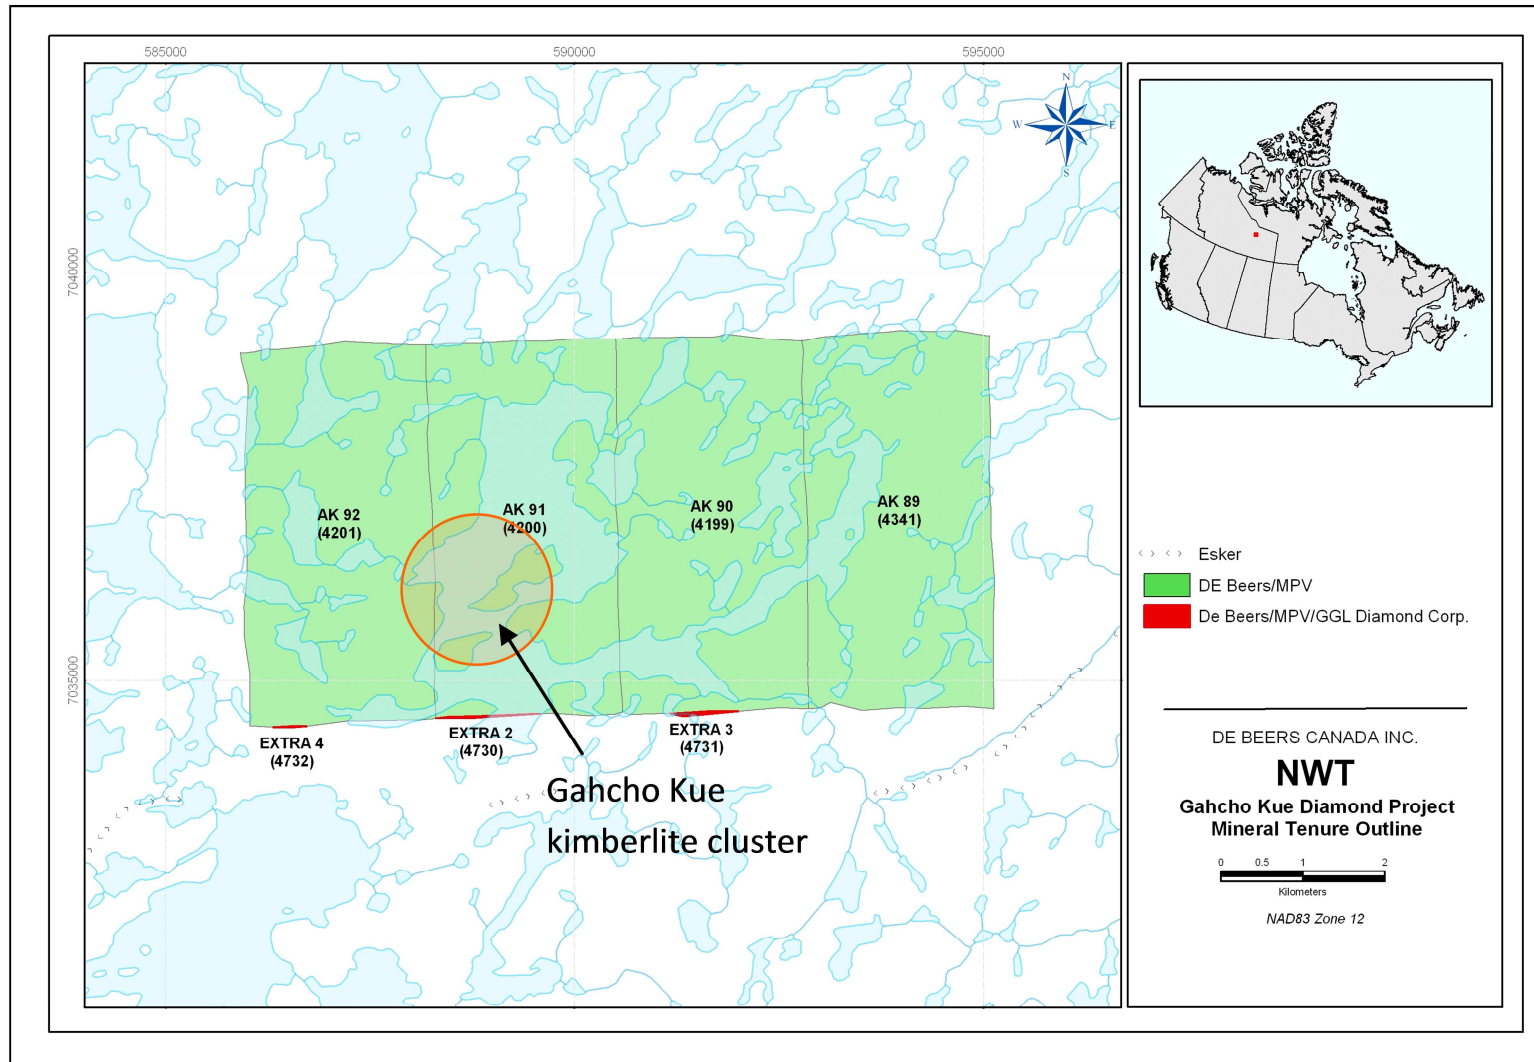 585000
590000
595000
7040000
7035000
N
W
E
S
AK 92
(4201)
AK 91
(4200)
AK 90
(4199)
AK 89
(4341)
EXTRA 4
(4732)
EXTRA 2
(4730)
EXTRA 3
(4731)
Gahcho Kue
kimberlite cluster
Esker
DE Beers/MPV
De Beers/MPV/GGL Diamond Corp.
DE BEERS CANADA INC.
NWT
Gahcho Kue Diamond Project
Mineral Tenure Outline
0 0.5 1 2
Kilometers
NAD83 Zone 12